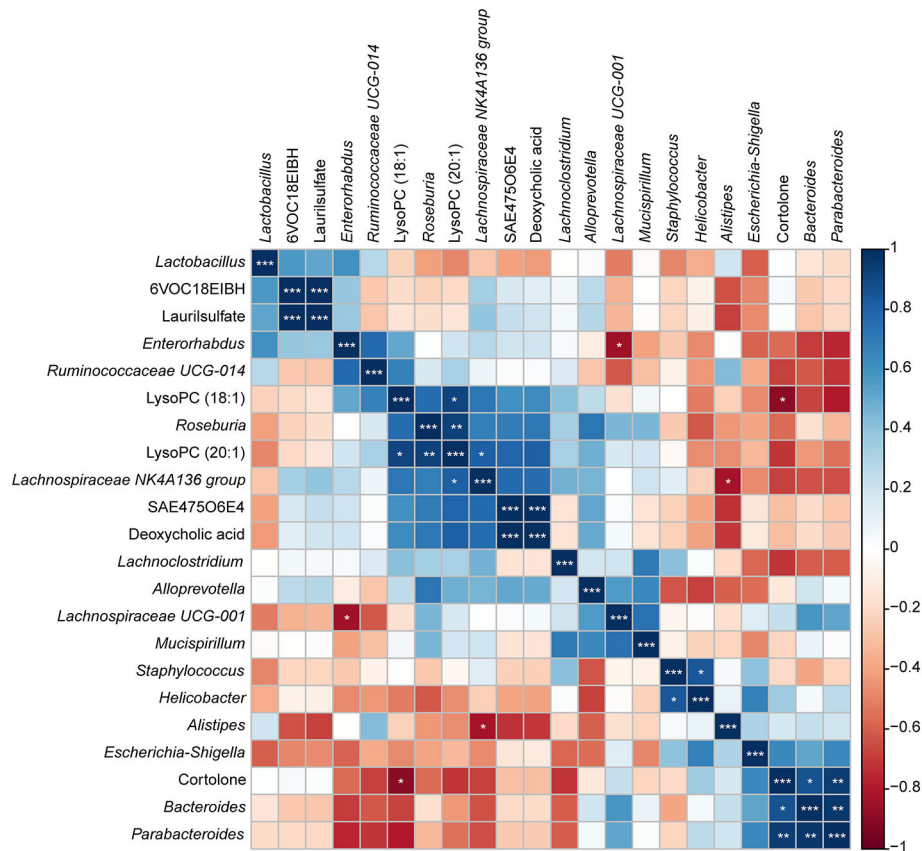 Lactobacillus
6VOC18EIBH
Laurilsulfate
Enterorhabdus
Ruminococcaceae UCG-014
LysoPC (18:1)
Roseburia
LysoPC (20:1)
Lachnospiraceae NK4A136 group
SAE475O6E4
Deoxycholic acid
Lachnoclostridium
Alloprevotella
Lachnospiraceae UCG-001
Mucispirillum
Staphylococcus
Helicobacter
Alistipes
Escherichia-Shigella
Cortolone
Bacteroides
Parabacteroides
Lactobacillus ***
6VOC18EIBH *** ***
Laurilsulfate *** ***
Enterorhabdus *** *
Ruminococcaceae UCG-014 ***
LysoPC (18:1) *** * *
Roseburia *** **
LysoPC (20:1) * ** *** *
Lachnospiraceae NK4A136 group * *** *
SAE475O6E4 *** ***
Deoxycholic acid *** ***
Lachnoclostridium ***
Alloprevotella ***
Lachnospiraceae UCG-001 * ***
Mucispirillum ***
Staphylococcus *** *
Helicobacter * ***
Alistipes * ***
Escherichia-Shigella ***
Cortolone * *** * **
Bacteroides * *** **
Parabacteroides ** ** ***
1
0.8
0.6
0.4
0.2
0
−0.2
−0.4
−0.6
−0.8
−1